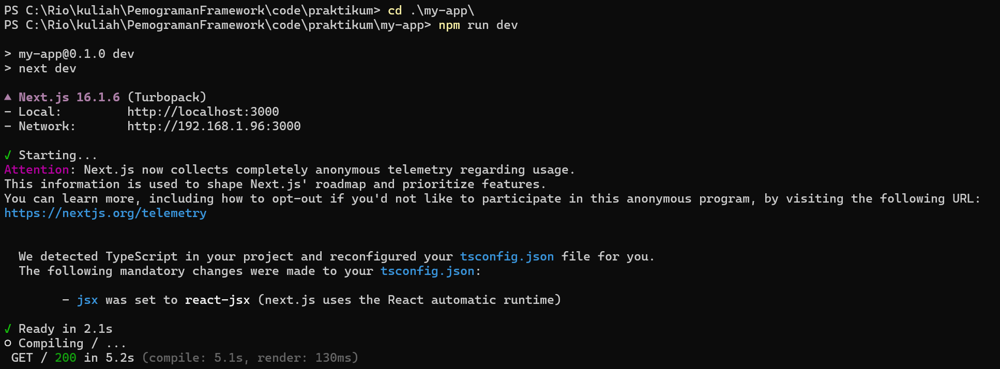 PS C:\Rio\kuliah\PemogramanFramework\code\praktikum> cd .\my-app\
PS C:\Rio\kuliah\PemogramanFramework\code\praktikum\my-app> npm run dev
> my-app@0.1.0 dev
> next dev
▲ Next.js 16.1.6 (Turbopack)
- Local: http://localhost:3000
- Network: http://192.168.1.96:3000
√ Starting...
Attention: Next.js now collects completely anonymous telemetry regarding usage.
This information is used to shape Next.js' roadmap and prioritize features.
You can learn more, including how to opt-out if you'd not like to participate in this anonymous program, by visiting the following URL:
https://nextjs.org/telemetry
We detected TypeScript in your project and reconfigured your tsconfig.json file for you.
The following mandatory changes were made to your tsconfig.json:
- jsx was set to react-jsx (next.js uses the React automatic runtime)
√ Ready in 2.1s
○ Compiling / ...
GET / 200 in 5.2s (compile: 5.1s, render: 130ms)